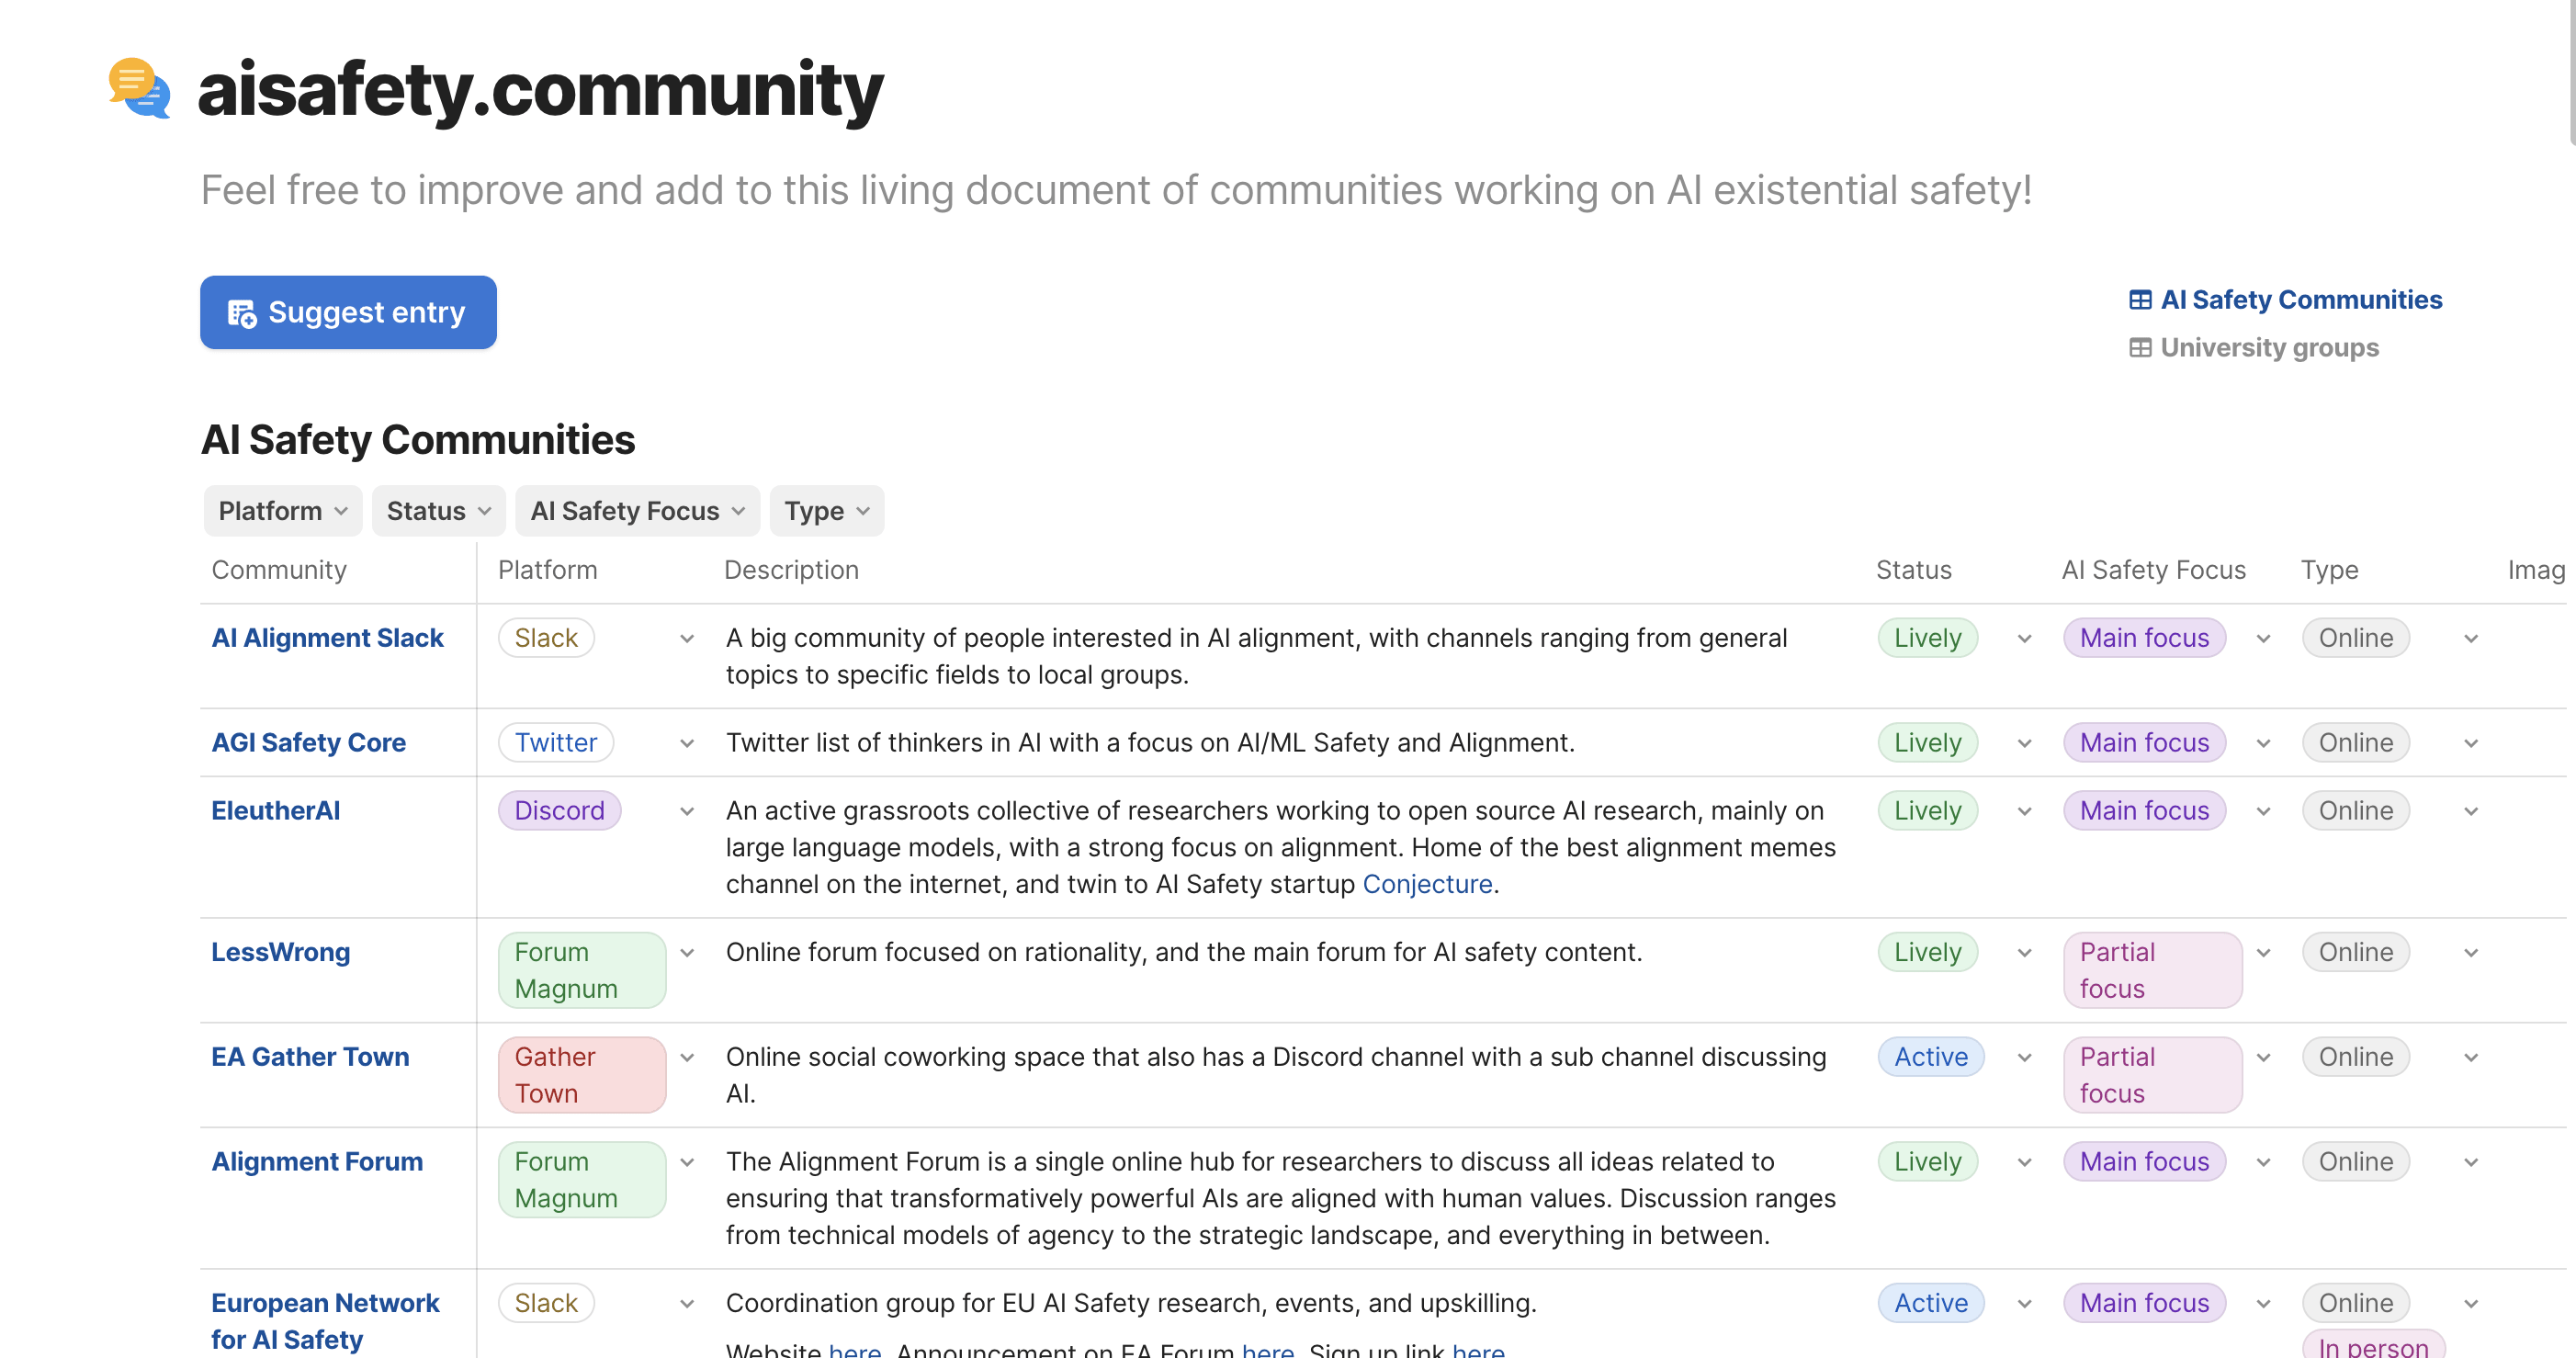 aisafety.community
Feel free to improve and add to this living document of communities working on AI existential safety!
Suggest entry
AI Safety Communities
University groups
AI Safety Communities
Platform Status AI Safety Focus Type
Community Platform Description Status AI Safety Focus Type Imag
AI Alignment Slack Slack A big community of people interested in AI alignment, with channels ranging from general Lively Main focus Online
topics to specific fields to local groups.
AGI Safety Core Twitter Twitter list of thinkers in AI with a focus on AI/ML Safety and Alignment. Lively Main focus Online
EleutherAI Discord An active grassroots collective of researchers working to open source AI research, mainly on Lively Main focus Online
large language models, with a strong focus on alignment. Home of the best alignment memes
channel on the internet, and twin to AI Safety startup Conjecture.
LessWrong Forum Online forum focused on rationality, and the main forum for AI safety content. Lively Partial Online
Magnum focus
EA Gather Town Gather Online social coworking space that also has a Discord channel with a sub channel discussing Active Partial Online
Town AI. focus
Alignment Forum Forum The Alignment Forum is a single online hub for researchers to discuss all ideas related to Lively Main focus Online
Magnum ensuring that transformatively powerful AIs are aligned with human values. Discussion ranges
from technical models of agency to the strategic landscape, and everything in between.
European Network Slack Coordination group for EU AI Safety research, events, and upskilling. Active Main focus Online
for AI Safety Website here. Announcement on EA Forum here. Sign up link here In person